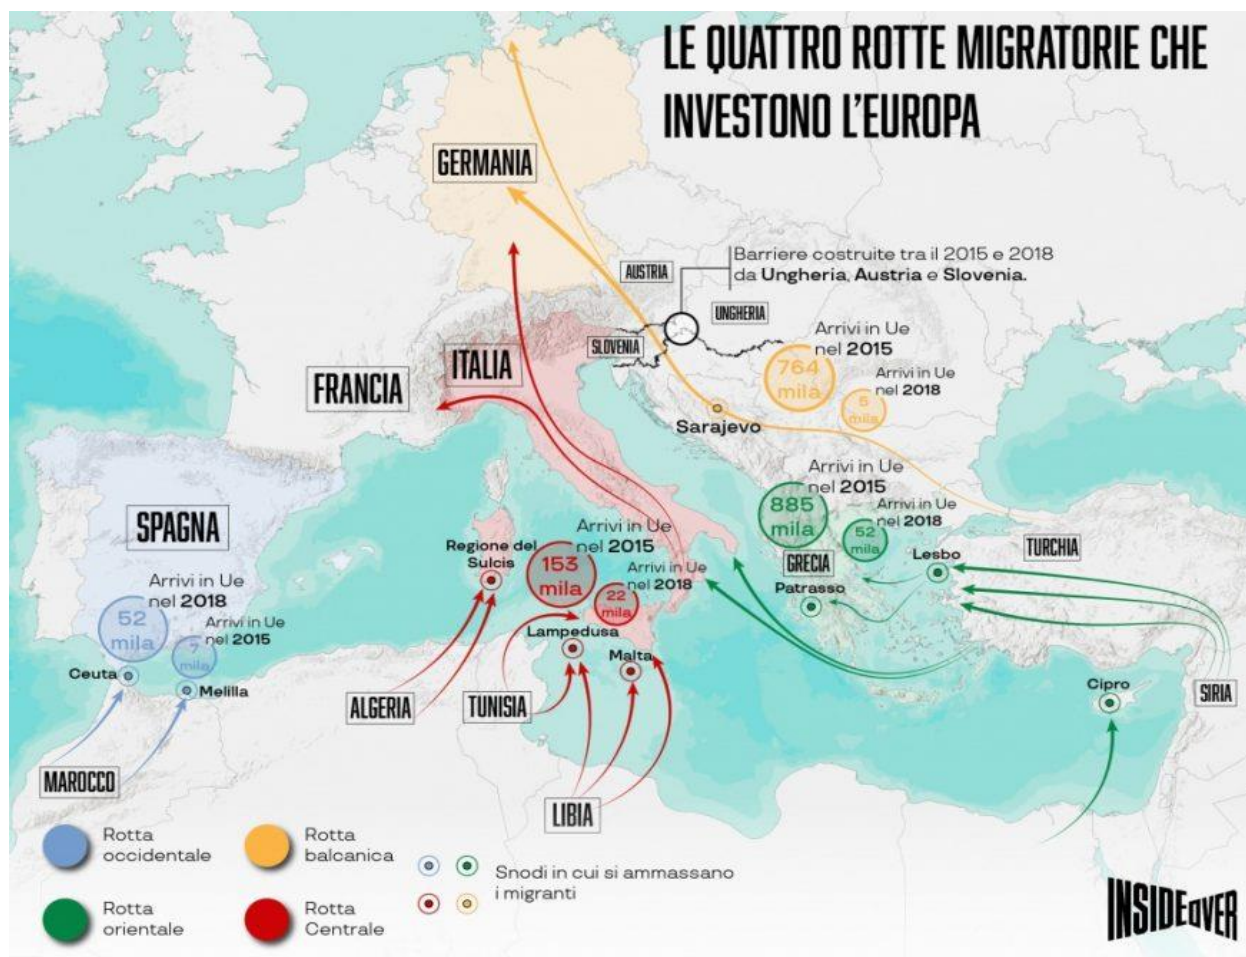 LE QUATTRO ROTTE MIGRATORIE CHE
INVESTONO L'EUROPA
GERMANIA
Barriere costruite tra il 2015 e 2018
da Ungheria, Austria e Slovenia.
AUSTRIA
UNGHERIA
SLOVENIA
ITALIA
FRANCIA
Arrivi in Ue
nel 2015
764
mila
Arrivi in Ue
nel 2018
5
mila
Sarajevo
Arrivi in Ue
nel 2015
885
mila
Arrivi in Ue
nel 2018
52
mila
SPAGNA
Arrivi in Ue
nel 2018
52
mila
Arrivi in Ue
nel 2015
7
mila
Ceuta
Melilla
Regione del
Sulcis
Arrivi in Ue
nel 2015
153
mila
Arrivi in Ue
nel 2018
22
mila
Lampedusa
Malta
GRECIA
Patrasso
Lesbo
TURCHIA
Cipro
SIRIA
ALGERIA
TUNISIA
MAROCCO
LIBIA
Rotta
occidentale
Rotta
balcanica
Rotta
orientale
Rotta
Centrale
Snodi in cui si ammassano
i migranti
INSIDEOVER